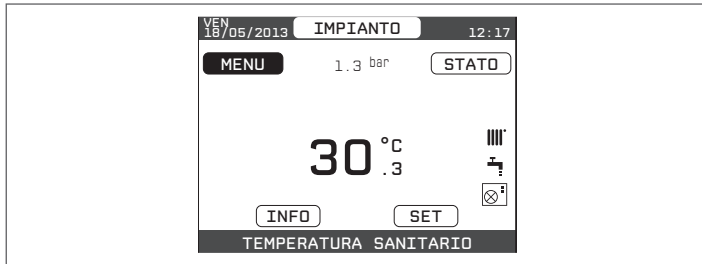 VEN
18/05/2013 IMPIANTO 12:17
MENU 1.3 bar STATO
30.3 °C
INFO SET
TEMPERATURA SANITARIO